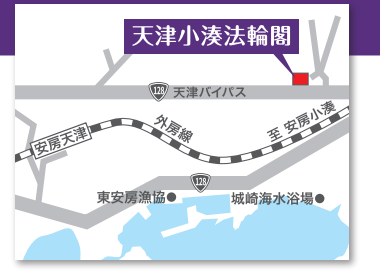 天津小湊法輪閣
128
天津バイパス
安房天津
外房線
至 安房小湊
128
東安房漁協
城崎海水浴場